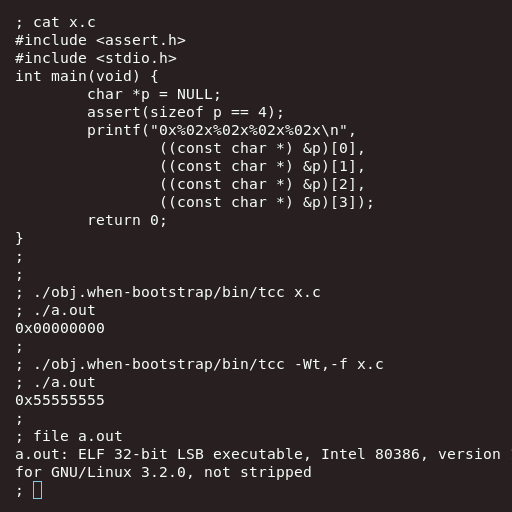 ; cat x.c
#include <assert.h>
#include <stdio.h>
int main(void) {
        char *p = NULL;
        assert(sizeof p == 4);
        printf("0x%02x%02x%02x%02x\n",
                ((const char *) &p)[0],
                ((const char *) &p)[1],
                ((const char *) &p)[2],
                ((const char *) &p)[3]);
        return 0;
}
;
;
; ./obj.when-bootstrap/bin/tcc x.c
; ./a.out
0x00000000
;
; ./obj.when-bootstrap/bin/tcc -Wt,-f x.c
; ./a.out
0x55555555
;
; file a.out
a.out: ELF 32-bit LSB executable, Intel 80386, version
for GNU/Linux 3.2.0, not stripped
;